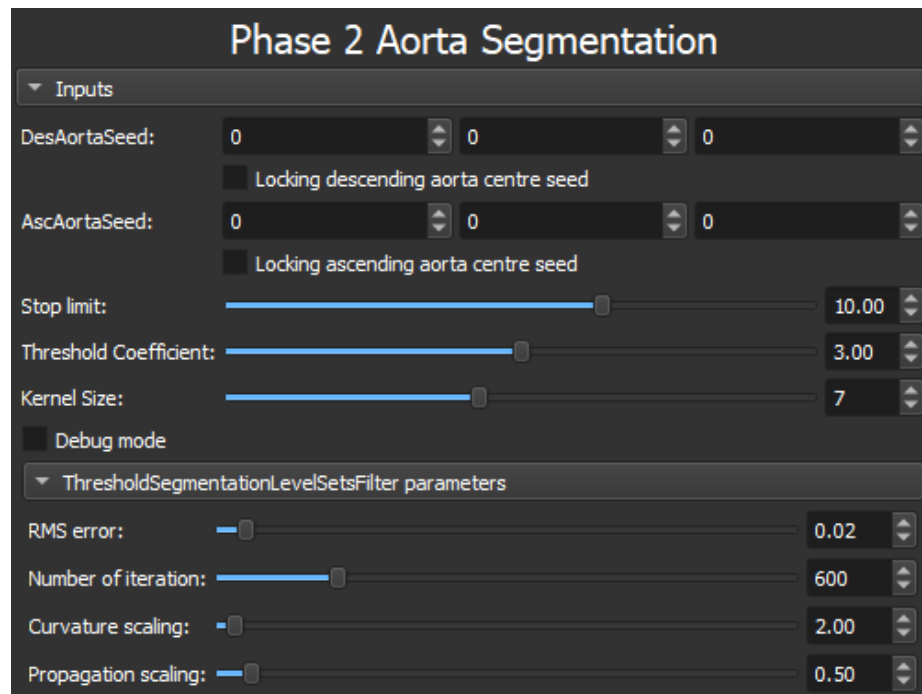 Phase 2 Aorta Segmentation
Inputs
DesAortaSeed: 0 0 0
Locking descending aorta centre seed
AscAortaSeed: 0 0 0
Locking ascending aorta centre seed
Stop limit: 10.00
Threshold Coefficient: 3.00
Kernel Size: 7
Debug mode
ThresholdSegmentationLevelSetsFilter parameters
RMS error: 0.02
Number of iteration: 600
Curvature scaling: 2.00
Propagation scaling: 0.50